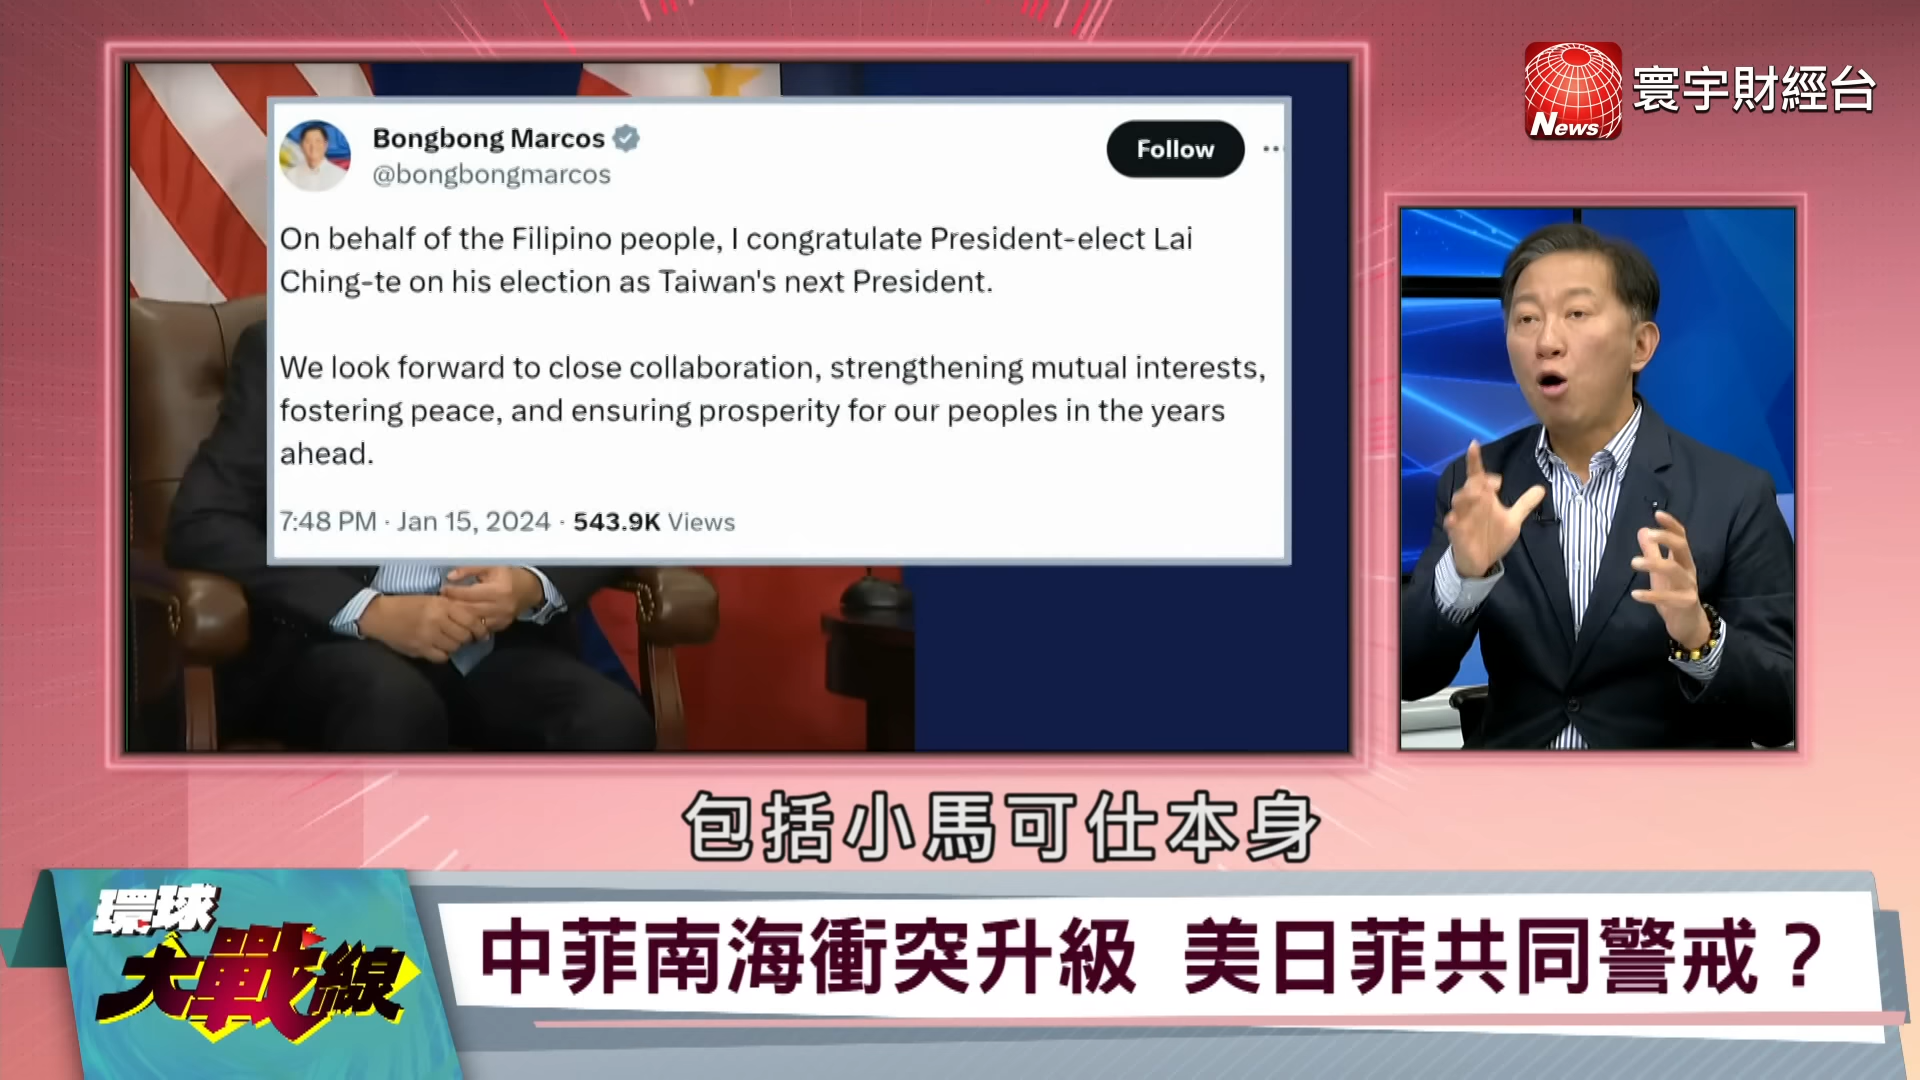 News
寰宇財經台
Bongbong Marcos
@bongbongmarcos
Follow
On behalf of the Filipino people, I congratulate President-elect Lai
Ching-te on his election as Taiwan's next President.
We look forward to close collaboration, strengthening mutual interests,
fostering peace, and ensuring prosperity for our peoples in the years
ahead.
7:48 PM · Jan 15, 2024 · 543.9K Views
包括小馬可仕本身
環球
大戰線
中菲南海衝突升級 美日菲共同警戒？